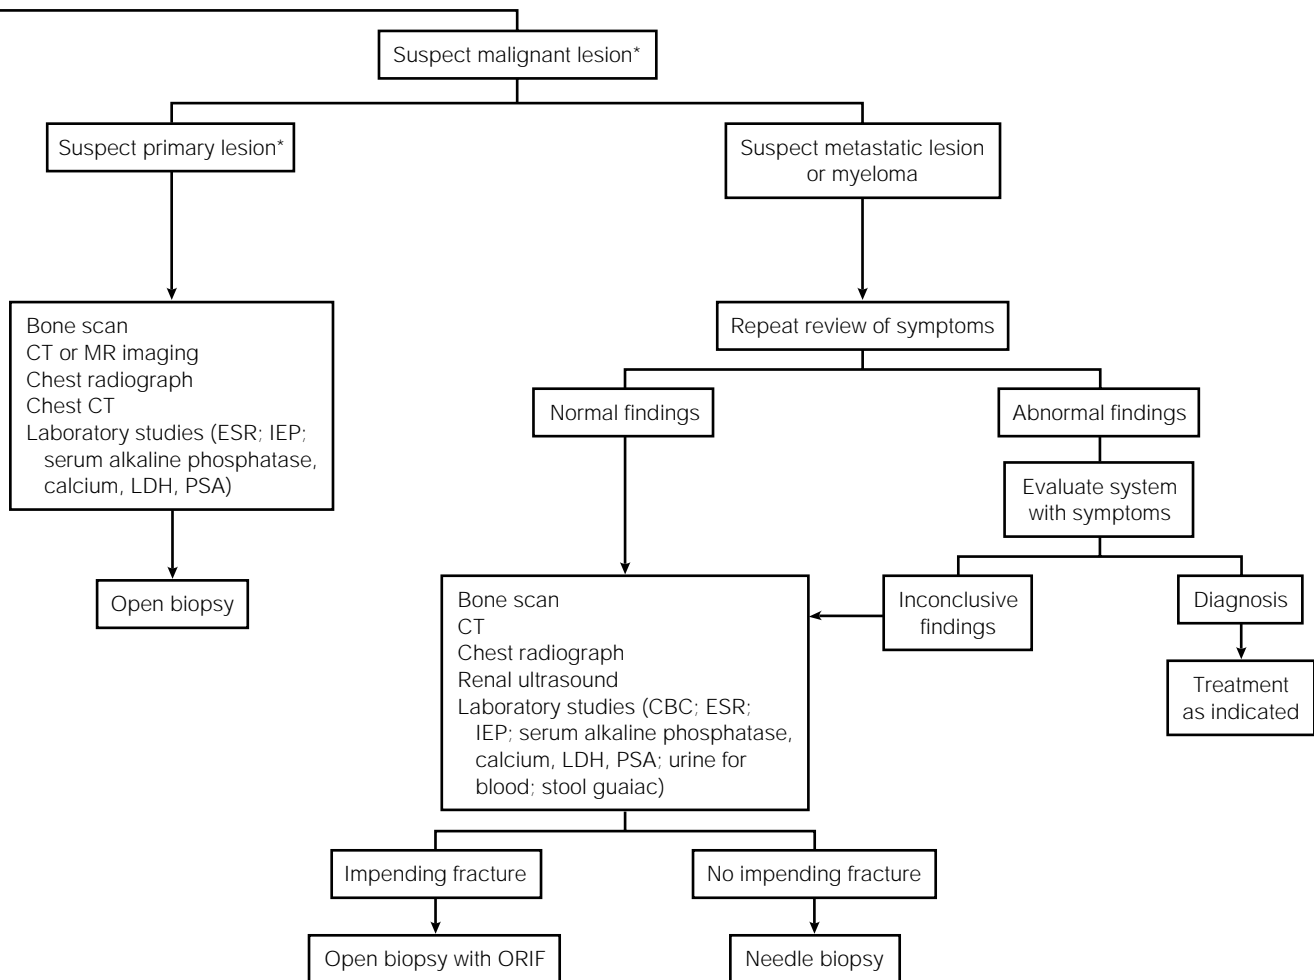 Suspect malignant lesion*
Suspect primary lesion*
Suspect metastatic lesion
or myeloma
Bone scan
CT or MR imaging
Chest radiograph
Chest CT
Laboratory studies (ESR; IEP;
serum alkaline phosphatase,
calcium, LDH, PSA)
Open biopsy
Repeat review of symptoms
Normal findings
Abnormal findings
Evaluate system
with symptoms
Inconclusive
findings
Diagnosis
Treatment
as indicated
Bone scan
CT
Chest radiograph
Renal ultrasound
Laboratory studies (CBC; ESR;
IEP; serum alkaline phosphatase,
calcium, LDH, PSA; urine for
blood; stool guaiac)
Impending fracture
No impending fracture
Open biopsy with ORIF
Needle biopsy